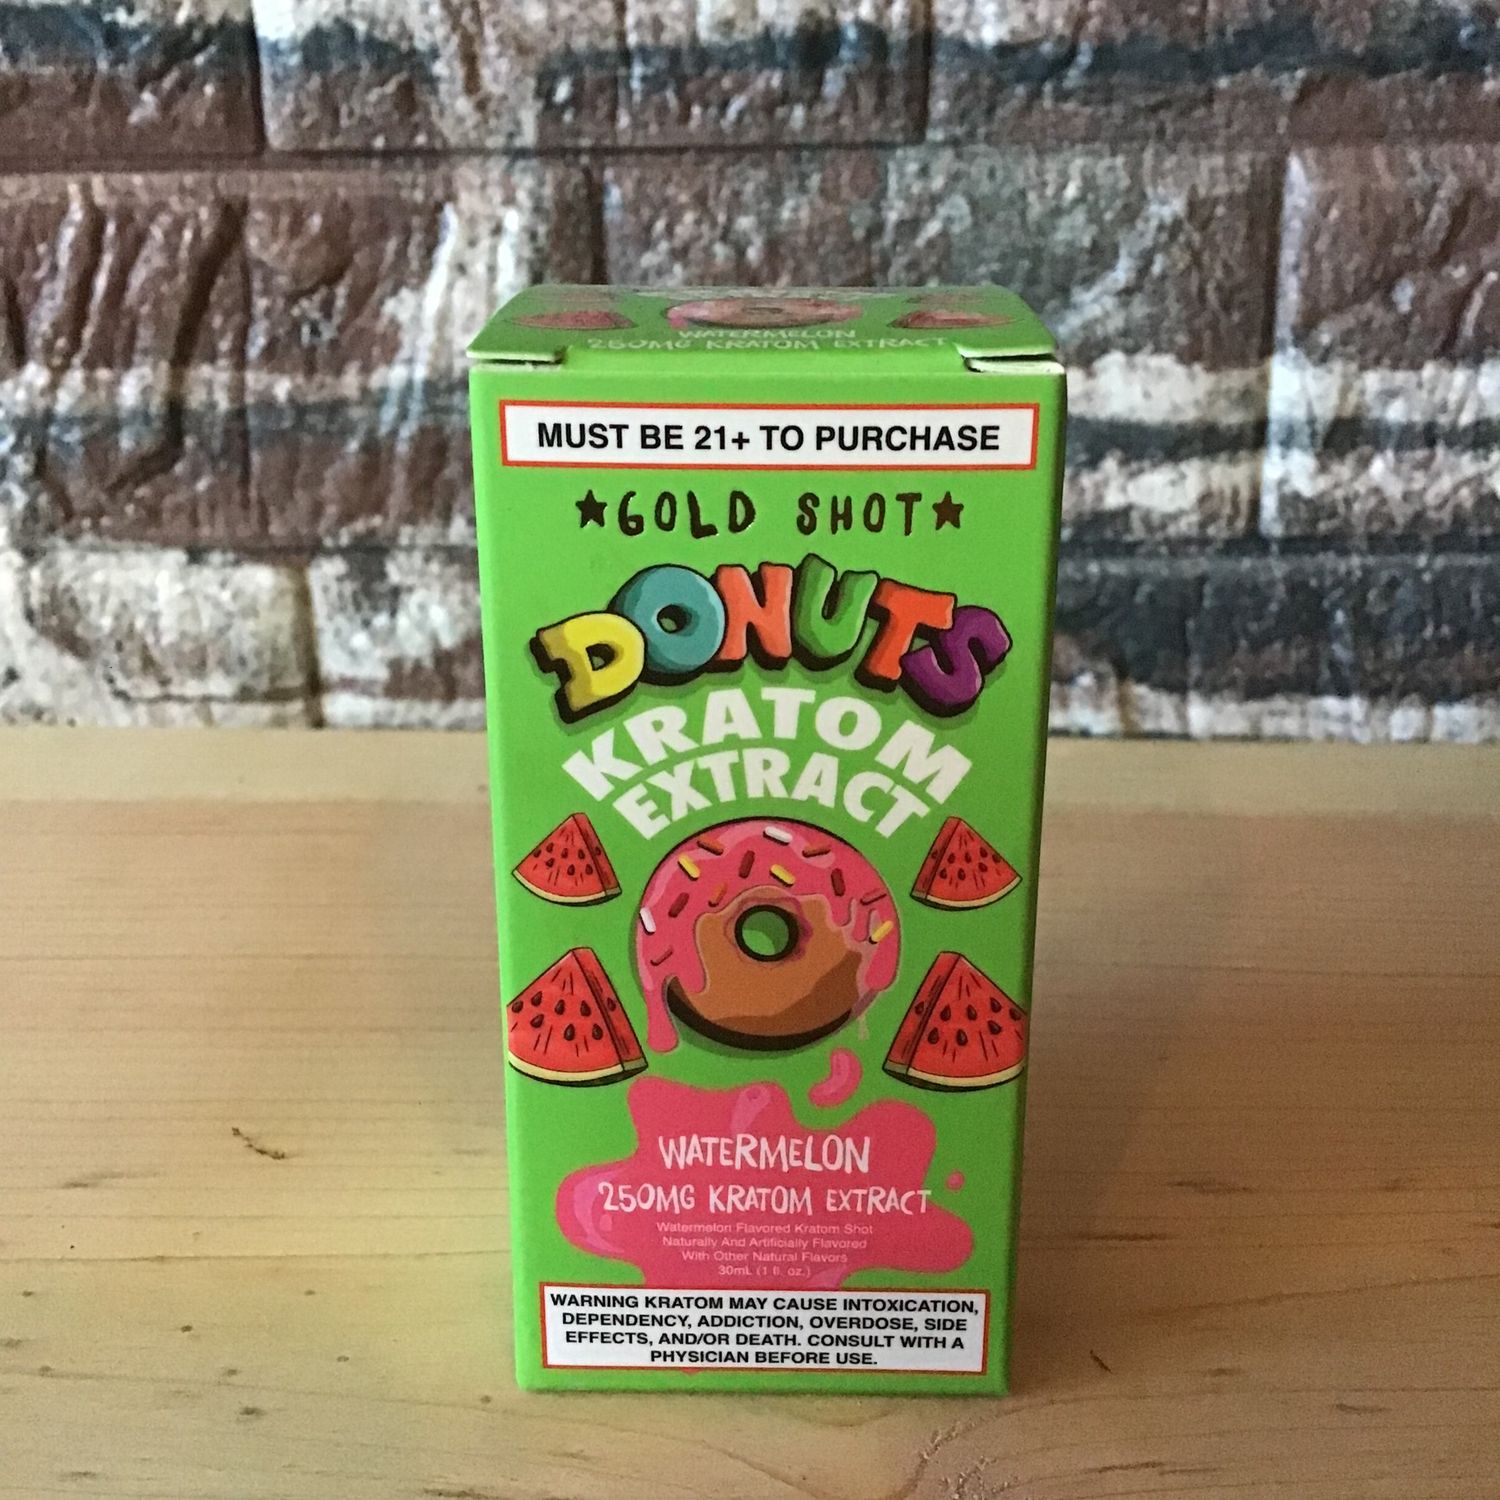 WATERMELON
250MG KRATOM EXTRACT
MUST BE 21+ TO PURCHASE
GOLD SHOT
DONUTS
KRATOM
EXTRACT
WATERMELON
250MG KRATOM EXTRACT
Watermelon Flavored Kratom Shot
Naturally And Artificially Flavored
With Other Natural Flavors
30mL (1 fl. oz.)
WARNING KRATOM MAY CAUSE INTOXICATION,
DEPENDENCY, ADDICTION, OVERDOSE, SIDE
EFFECTS, AND/OR DEATH. CONSULT WITH A
PHYSICIAN BEFORE USE.